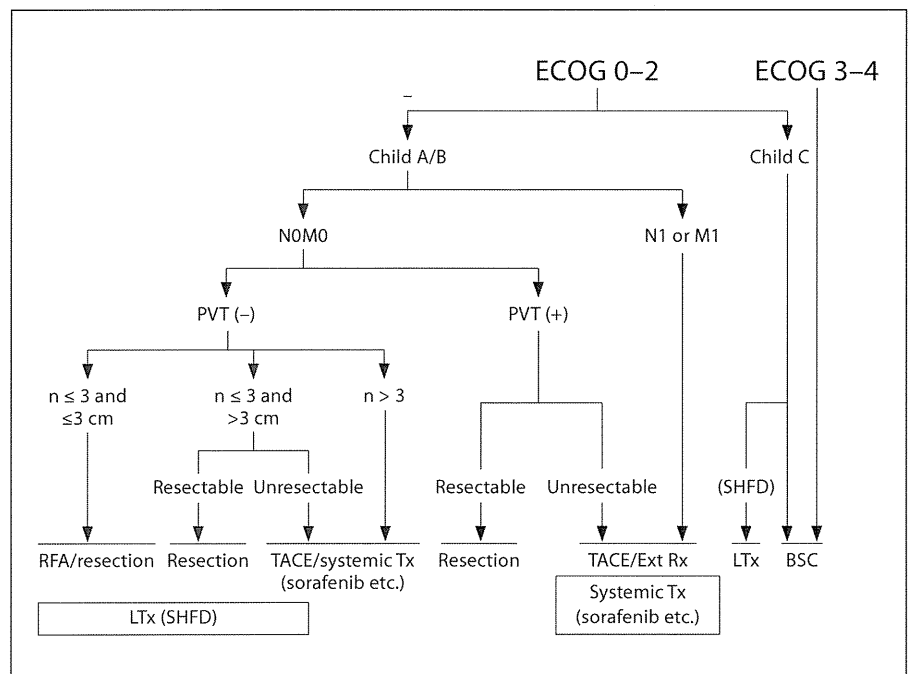 ECOG 0–2 ECOG 3–4
–
Child A/B Child C
N0M0 N1 or M1
PVT (–) PVT (+)
n ≤ 3 and n ≤ 3 and n > 3
≤3 cm >3 cm
Resectable Unresectable Resectable Unresectable (SHFD)
RFA/resection Resection TACE/systemic Tx Resection TACE/Ext Rx LTx BSC
(sorafenib etc.)
Systemic Tx
(sorafenib etc.)
LTx (SHFD)